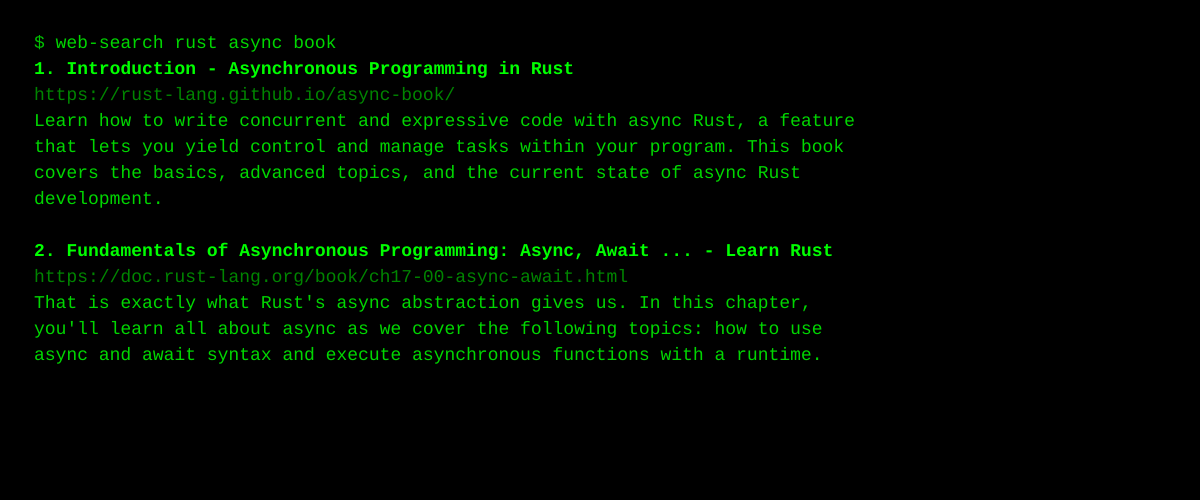 $ web-search rust async book
1. Introduction - Asynchronous Programming in Rust
https://rust-lang.github.io/async-book/
Learn how to write concurrent and expressive code with async Rust, a feature
that lets you yield control and manage tasks within your program. This book
covers the basics, advanced topics, and the current state of async Rust
development.
2. Fundamentals of Asynchronous Programming: Async, Await ... - Learn Rust
https://doc.rust-lang.org/book/ch17-00-async-await.html
That is exactly what Rust's async abstraction gives us. In this chapter,
you'll learn all about async as we cover the following topics: how to use
async and await syntax and execute asynchronous functions with a runtime.